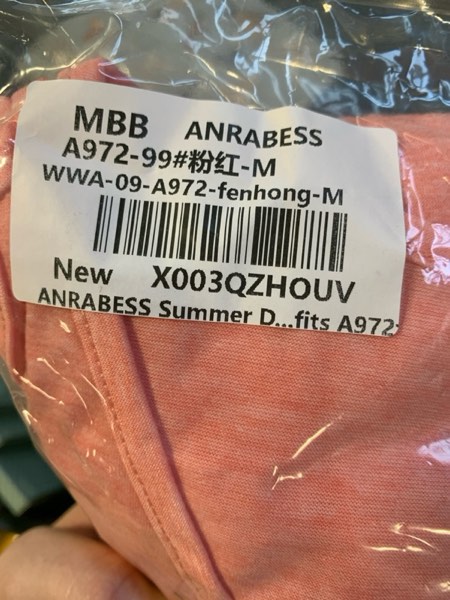 MBB ANRABESS
A972-99#粉红-M
WWA-09-A972-fenhong-M
New X003QZHOUV
ANRABESS Summer D...fits A972-